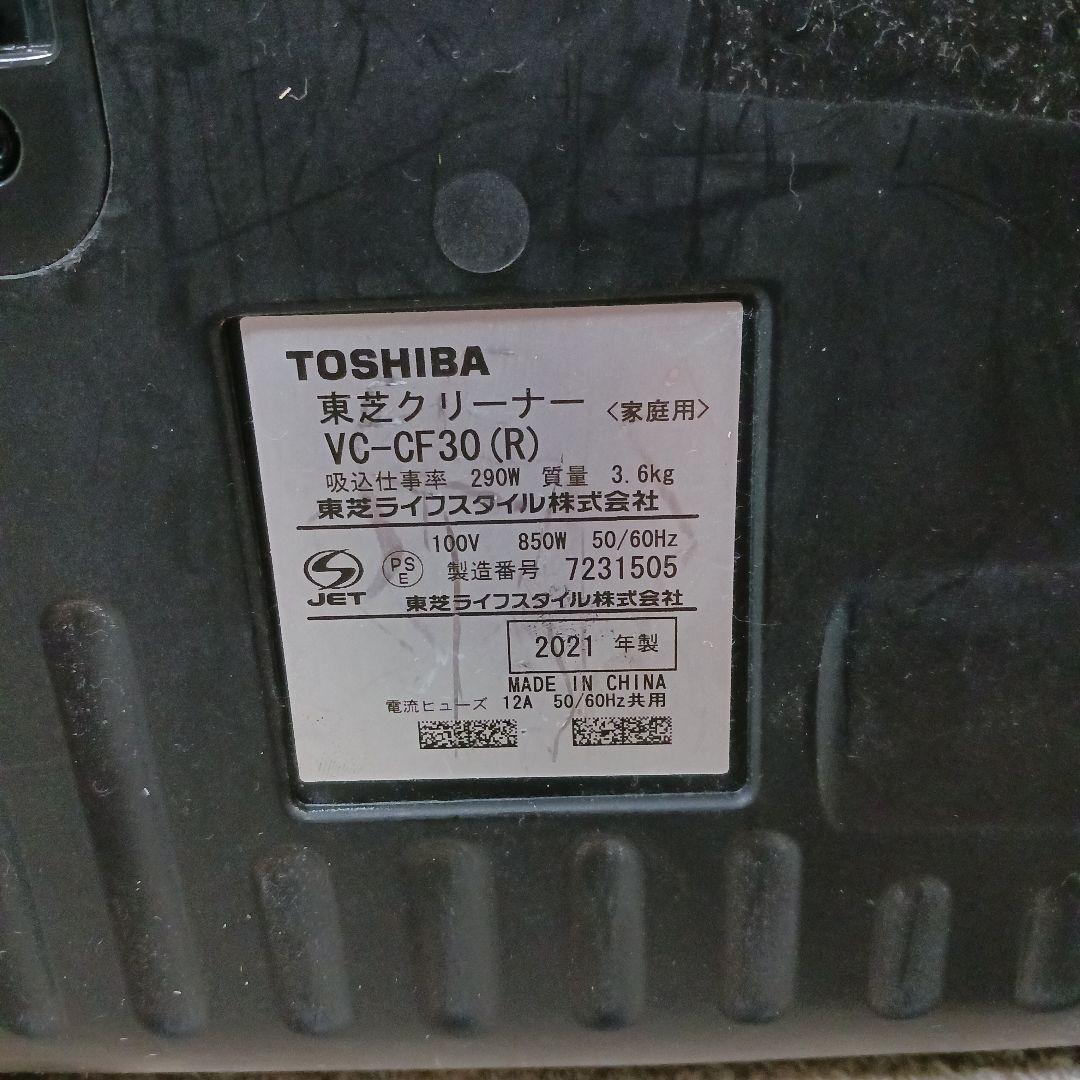 TOSHIBA
東芝クリーナー 〈家庭用〉
VC-CF30(R)
吸込仕事率 290W 質量 3.6kg
東芝ライフスタイル株式会社
100V 850W 50/60Hz
JET PS E 製造番号 7231505
東芝ライフスタイル株式会社
2021 年製
MADE IN CHINA
電流ヒューズ 12A 50/60Hz共用